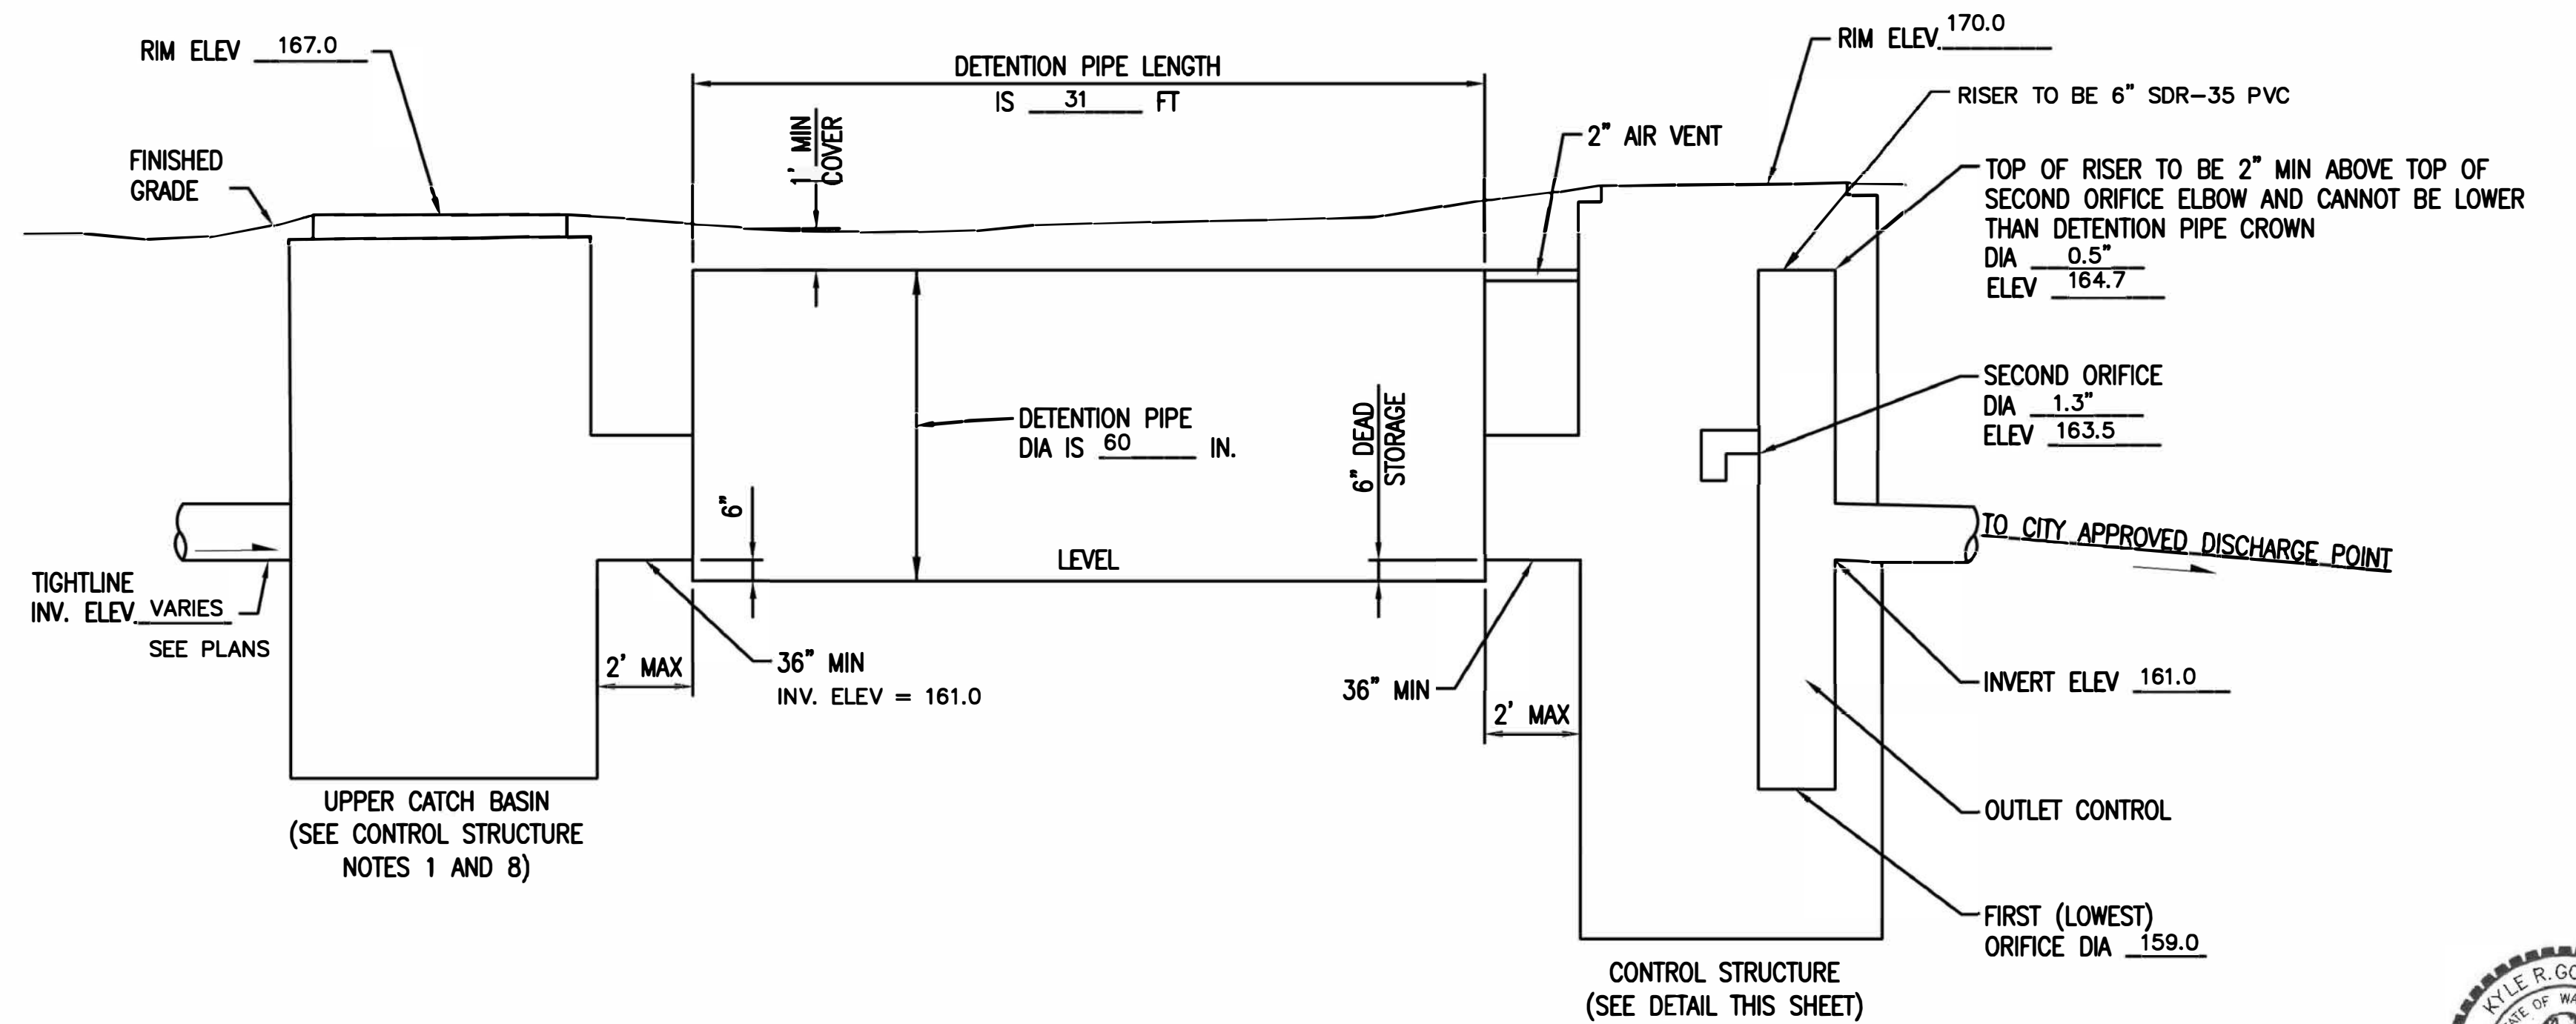 RIM ELEV 167.0
FINISHED
GRADE
DETENTION PIPE LENGTH
IS 31 FT
1' MIN
COVER
2" AIR VENT
RIM ELEV. 170.0
RISER TO BE 6" SDR-35 PVC
TOP OF RISER TO BE 2" MIN ABOVE TOP OF
SECOND ORIFICE ELBOW AND CANNOT BE LOWER
THAN DETENTION PIPE CROWN
DIA 0.5"
ELEV 164.7
SECOND ORIFICE
DIA 1.3"
ELEV 163.5
DETENTION PIPE
DIA IS 60 IN.
6" DEAD
STORAGE
6"
LEVEL
TO CITY APPROVED DISCHARGE POINT
TIGHTLINE
INV. ELEV. VARIES
SEE PLANS
2' MAX
36" MIN
INV. ELEV = 161.0
36" MIN
2' MAX
INVERT ELEV 161.0
OUTLET CONTROL
FIRST (LOWEST)
ORIFICE DIA 159.0
UPPER CATCH BASIN
(SEE CONTROL STRUCTURE
NOTES 1 AND 8)
CONTROL STRUCTURE
(SEE DETAIL THIS SHEET)
KYLE R. GO
OF WA